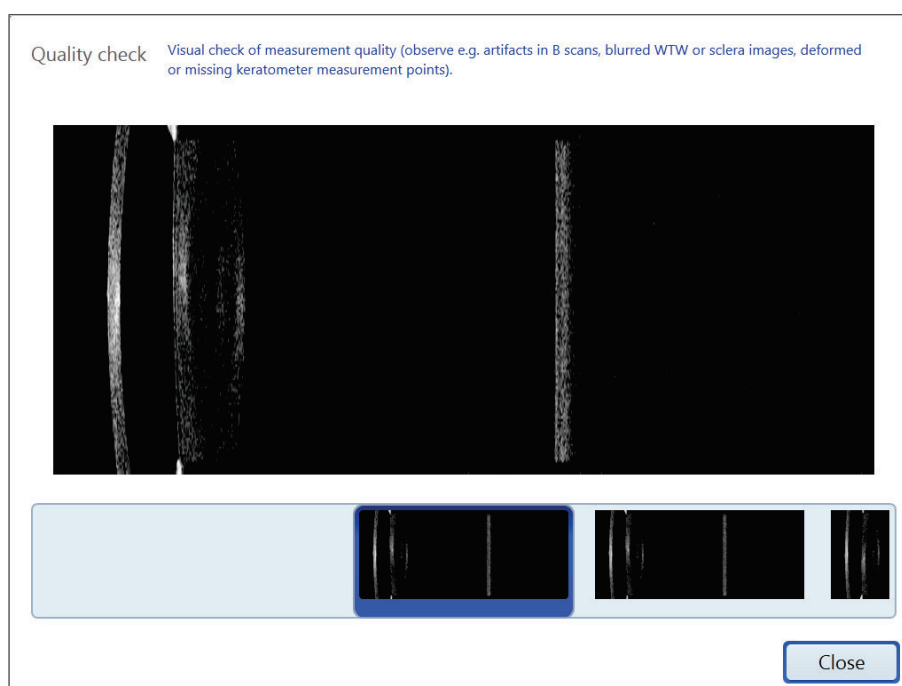 Quality check
Visual check of measurement quality (observe e.g. artifacts in B scans, blurred WTW or sclera images, deformed
or missing keratometer measurement points).
Close